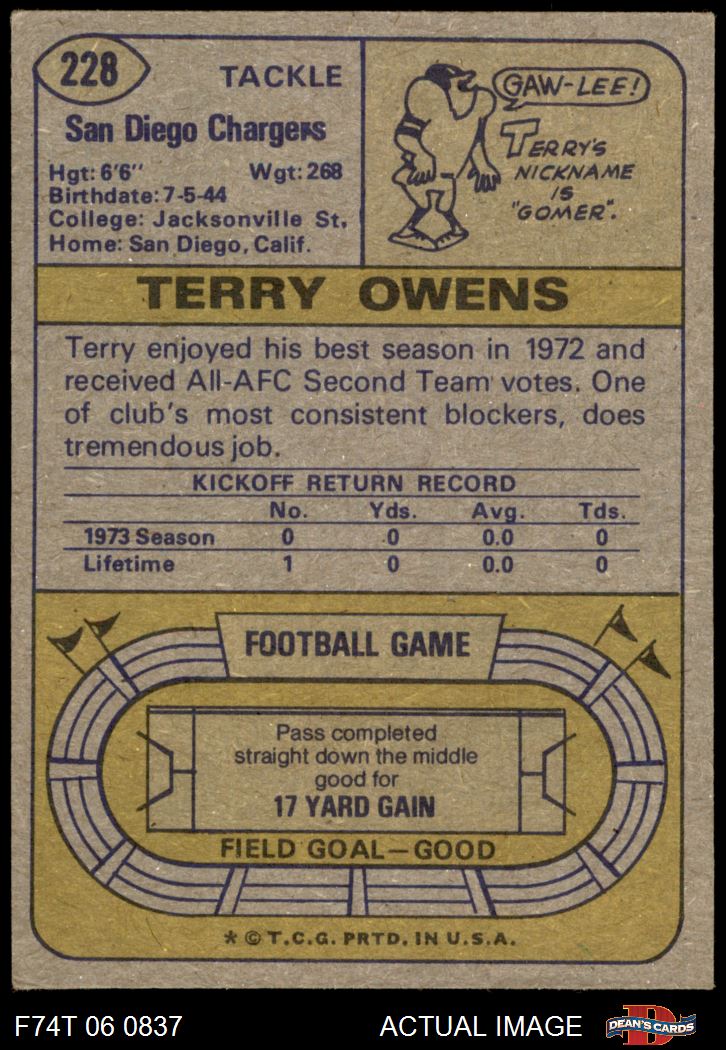 228
TACKLE
San Diego Chargers
Hgt: 6'6" Wgt: 268
Birthdate: 7-5-44
College: Jacksonville St.
Home: San Diego, Calif.
GAW-LEE!
TERRY'S
NICKNAME
IS
"GOMER".
TERRY OWENS
Terry enjoyed his best season in 1972 and
received All-AFC Second Team votes. One
of club's most consistent blockers, does
tremendous job.
KICKOFF RETURN RECORD
No. Yds. Avg. Tds.
1973 Season 0 0 0.0 0
Lifetime 1 0 0.0 0
FOOTBALL GAME
Pass completed
straight down the middle
good for
17 YARD GAIN
FIELD GOAL—GOOD
* © T.C.G. PRTD. IN U.S.A.
F74T 06 0837
ACTUAL IMAGE
D
DEAN'S CARDS